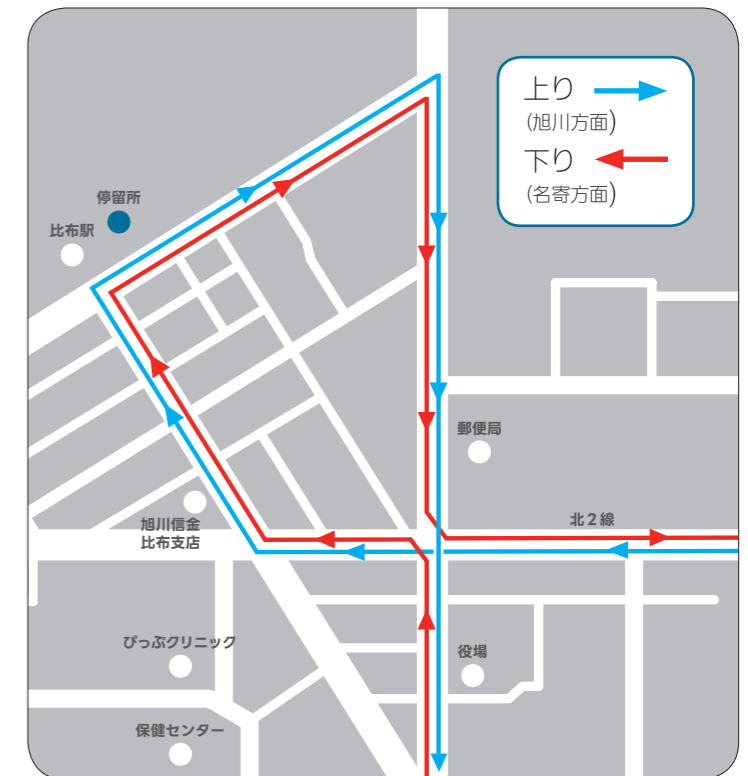 上り
(旭川方面)
下り
(名寄方面)
停留所
比布駅
郵便局
北2線
旭川信金
比布支店
ぴっぷクリニック
役場
保健センター